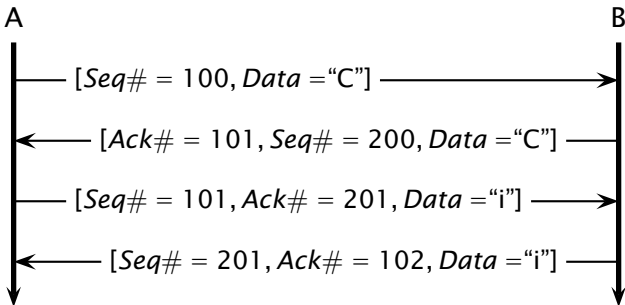 A B
[Seq# = 100, Data =“C”]
[Ack# = 101, Seq# = 200, Data =“C”]
[Seq# = 101, Ack# = 201, Data =“i”]
[Seq# = 201, Ack# = 102, Data =“i”]